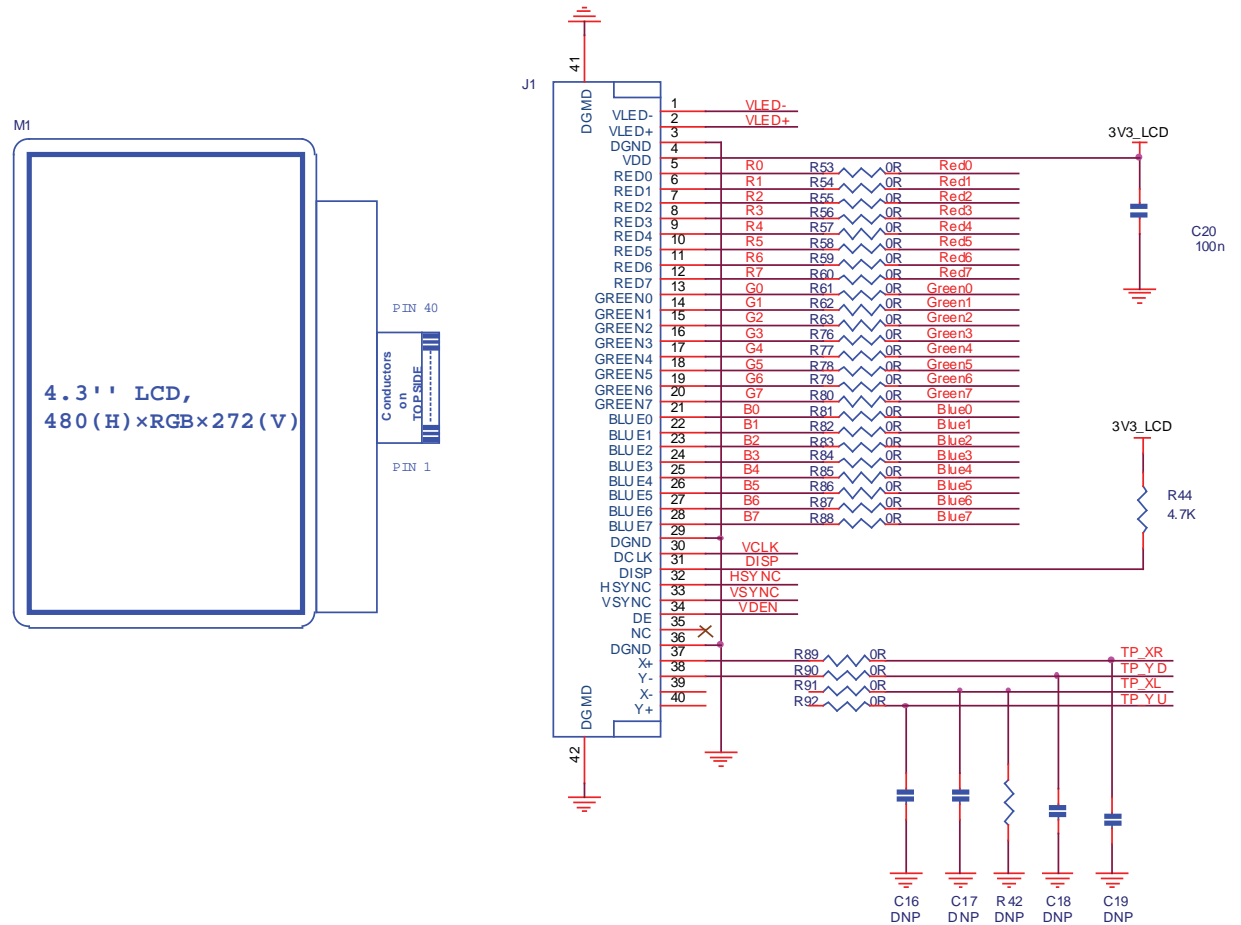 M1
4.3'' LCD,
480(H)×RGB×272(V)
PIN 40
Conductors
on
TOPSIDE
PIN 1
J1
41
DGMD
1
VLED-
VLED-
2
VLED+
VLED+
3
DGND
4
VDD
5
RED0
R0
R53
0R
Red0
6
RED1
R1
R54
0R
Red1
7
RED2
R2
R55
0R
Red2
8
RED3
R3
R56
0R
Red3
9
RED4
R4
R57
0R
Red4
10
RED5
R5
R58
0R
Red5
11
RED6
R6
R59
0R
Red6
12
RED7
R7
R60
0R
Red7
13
GREEN0
G0
R61
0R
Green0
14
GREEN1
G1
R62
0R
Green1
15
GREEN2
G2
R63
0R
Green2
16
GREEN3
G3
R76
0R
Green3
17
GREEN4
G4
R77
0R
Green4
18
GREEN5
G5
R78
0R
Green5
19
GREEN6
G6
R79
0R
Green6
20
GREEN7
G7
R80
0R
Green7
21
BLUE0
B0
R81
0R
Blue0
22
BLUE1
B1
R82
0R
Blue1
23
BLUE2
B2
R83
0R
Blue2
24
BLUE3
B3
R84
0R
Blue3
25
BLUE4
B4
R85
0R
Blue4
26
BLUE5
B5
R86
0R
Blue5
27
BLUE6
B6
R87
0R
Blue6
28
BLUE7
B7
R88
0R
Blue7
29
DGND
30
DCLK
VCLK
31
DISP
DISP
32
HSYNC
HSYNC
33
VSYNC
VSYNC
34
DE
VDEN
35
NC
36
DGND
37
X+
R89
0R
TP_XR
38
Y-
R90
0R
TP_YD
39
X-
R91
0R
TP_XL
40
Y+
R92
0R
TP_YU
DGMD
42
3V3_LCD
C20
100n
3V3_LCD
R44
4.7K
C16
DNP
C17
DNP
R42
DNP
C18
DNP
C19
DNP